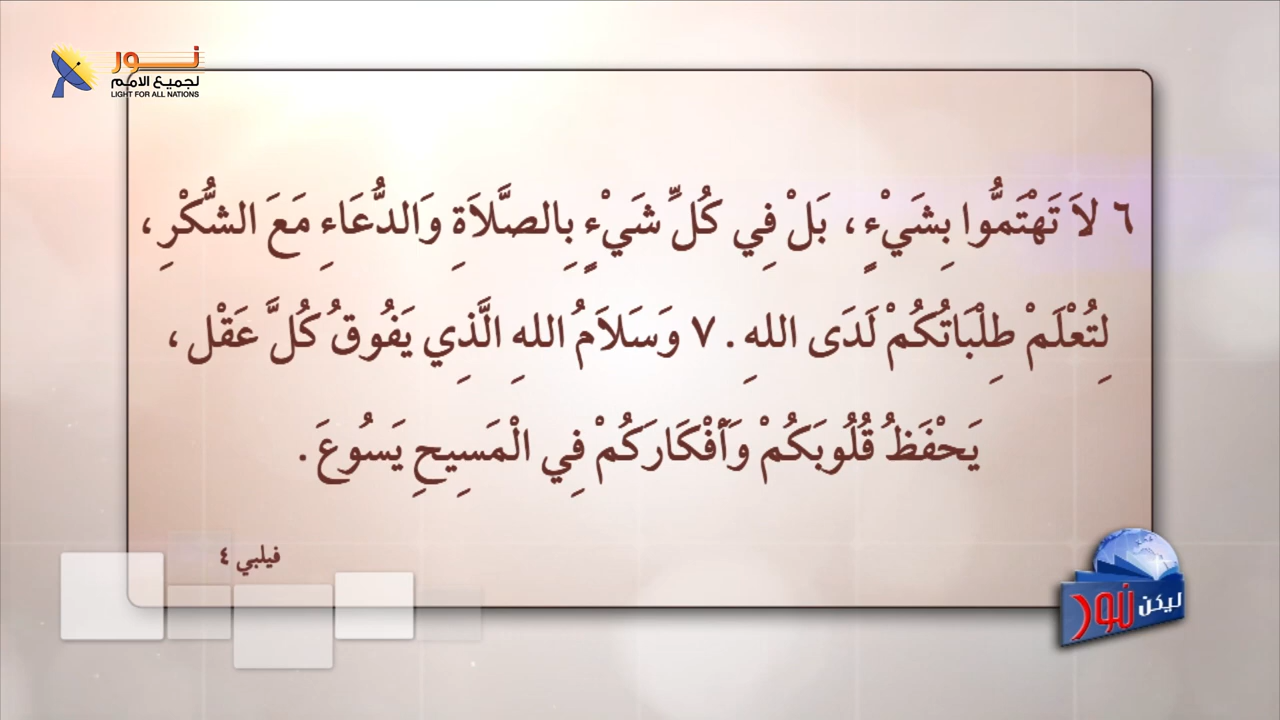 نور
لجميع الامم
LIGHT FOR ALL NATIONS
٦ لاَ تَهْتَمُّوا بِشَيْءٍ، بَلْ فِي كُلِّ شَيْءٍ بِالصَّلاَةِ وَالدُّعَاءِ مَعَ الشُّكْرِ،
لِتُعْلَمْ طِلْبَاتُكُمْ لَدَى اللهِ. ٧ وَسَلاَمُ اللهِ الَّذِي يَفُوقُ كُلَّ عَقْل،
يَحْفَظُ قُلُوبَكُمْ وَأَفْكَارَكُمْ فِي الْمَسِيحِ يَسُوعَ.
فيلبي ٤
ليكن نور